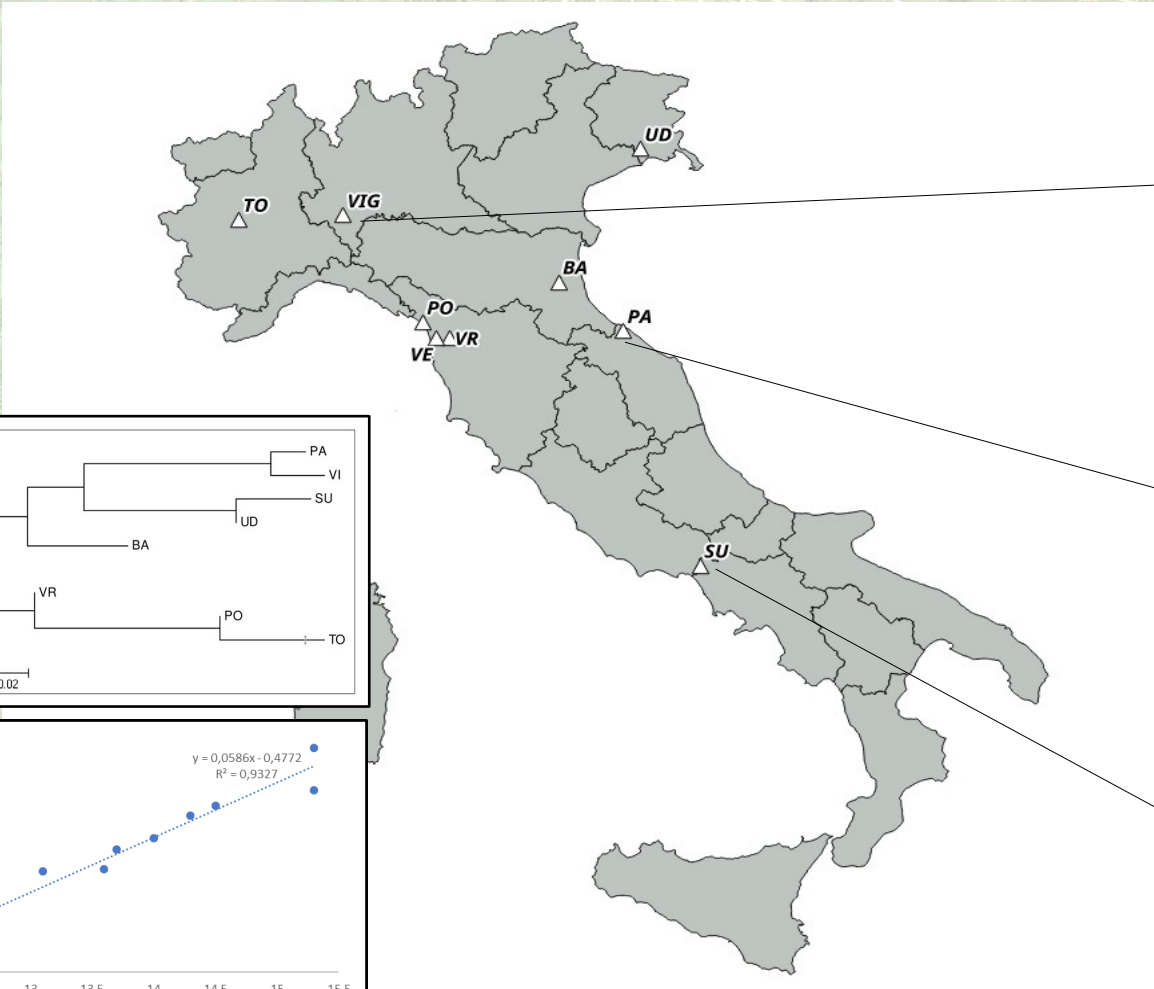 UD
TO
VIG
BA
PO
PA
VE
VR
SU
PA
VI
SU
UD
BA
VR
PO
TO
0.02
y = 0,0586x - 0,4772
R² = 0,9327
13 13,5 14 14,5 15 15,5